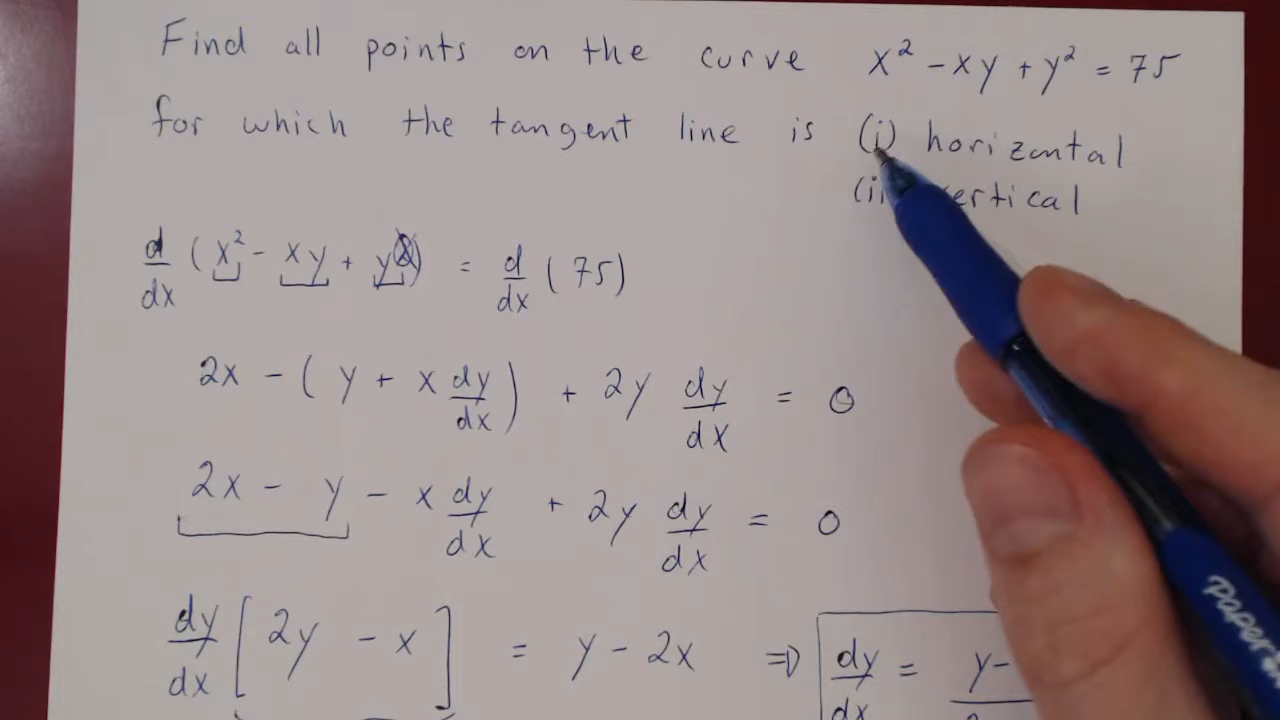 Find all points on the curve x² - xy + y² = 75
for which the tangent line is (i) horizontal
(ii ertical
d/dx (x² - xy + y²) = d/dx (75)
2x - (y + x dy/dx) + 2y dy/dx = 0
2x - y - x dy/dx + 2y dy/dx = 0
dy/dx [2y - x] = y - 2x ⇒ dy/dx = y-
Paper